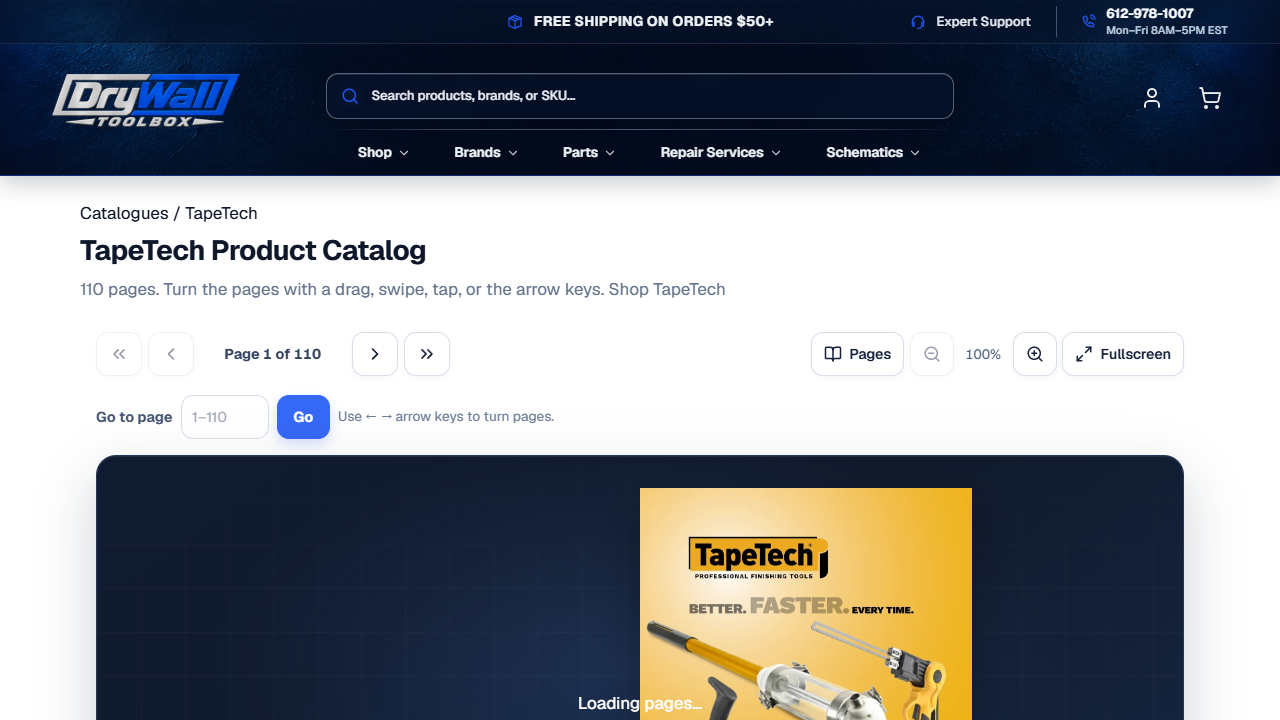 FREE SHIPPING ON ORDERS $50+
Expert Support
612-978-1007
Mon–Fri 8AM–5PM EST
DryWall
TOOLBOX
Search products, brands, or SKU...
Shop
Brands
Parts
Repair Services
Schematics
Catalogues / TapeTech
TapeTech Product Catalog
110 pages. Turn the pages with a drag, swipe, tap, or the arrow keys. Shop TapeTech
Page 1 of 110
Pages
100%
Fullscreen
Go to page
1–110
Go
Use ← → arrow keys to turn pages.
TapeTech
PROFESSIONAL FINISHING TOOLS
BETTER. FASTER. EVERY TIME.
Loading pages...